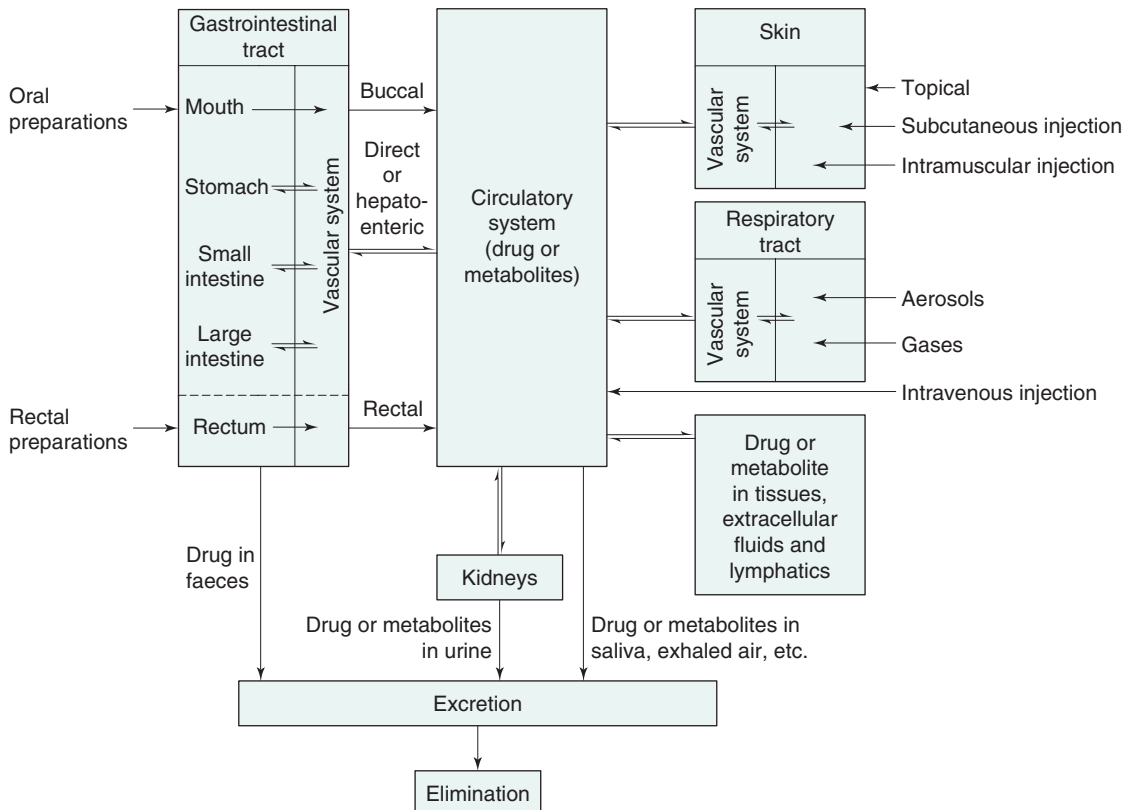 Gastrointestinal
tract
Oral
preparations
Mouth
Stomach
Small
intestine
Large
intestine
Rectal
preparations
Rectum
Vascular system
Buccal
Direct
or
hepato-
enteric
Rectal
Circulatory
system
(drug or
metabolites)
Skin
Vascular
system
Topical
Subcutaneous injection
Intramuscular injection
Respiratory
tract
Vascular
system
Aerosols
Gases
Intravenous injection
Drug or
metabolite
in tissues,
extracellular
fluids and
lymphatics
Drug in
faeces
Kidneys
Drug or metabolites
in urine
Drug or metabolites in
saliva, exhaled air, etc.
Excretion
Elimination